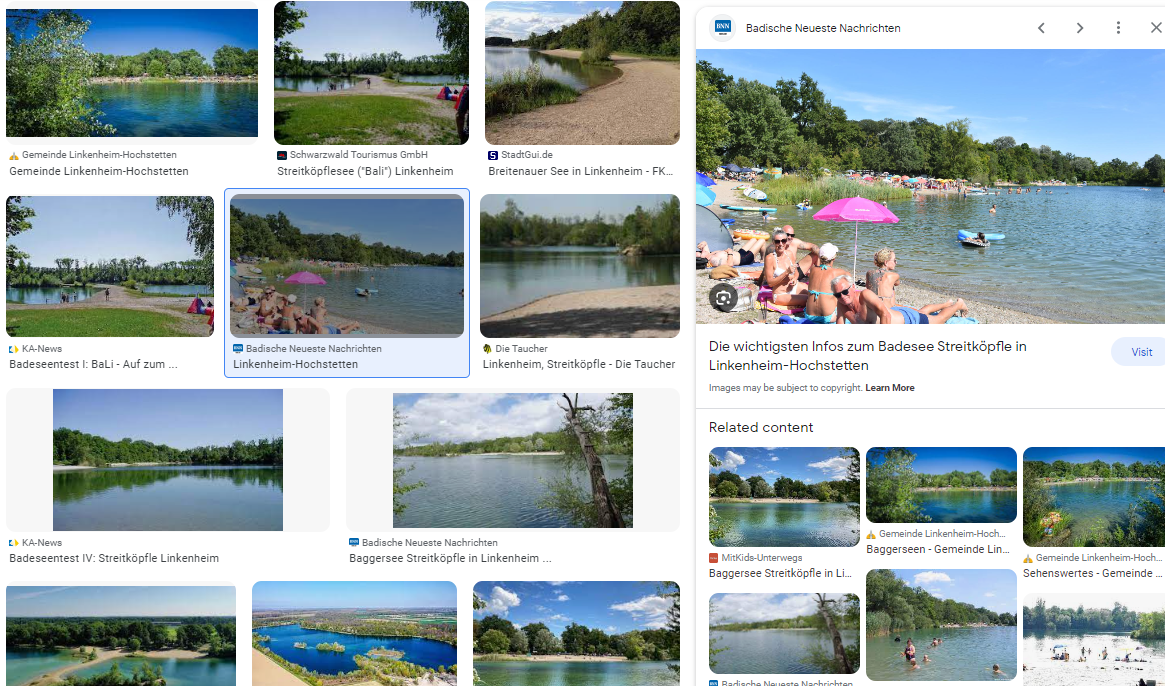 Gemeinde Linkenheim-Hochstetten
Gemeinde Linkenheim-Hochstetten
Schwarzwald Tourismus GmbH
Streitköpflesee ("Bali") Linkenheim
StadtGui.de
Breitenauer See in Linkenheim - FK...
KA-News
Badeseentest I: BaLi - Auf zum ...
Badische Neueste Nachrichten
Linkenheim-Hochstetten
Die Taucher
Linkenheim, Streitköpfle - Die Taucher
KA-News
Badeseentest IV: Streitköpfle Linkenheim
Badische Neueste Nachrichten
Baggersee Streitköpfle in Linkenheim ...
BNN
Badische Neueste Nachrichten
Die wichtigsten Infos zum Badesee Streitköpfle in
Linkenheim-Hochstetten
Visit
Images may be subject to copyright. Learn More
Related content
MitKids-Unterwegs
Baggersee Streitköpfle in Li...
Gemeinde Linkenheim-Hoch...
Baggerseen - Gemeinde Lin...
Gemeinde Linkenheim-Hoch...
Sehenswertes - Gemeinde ...
Badische Neueste Nachrichten